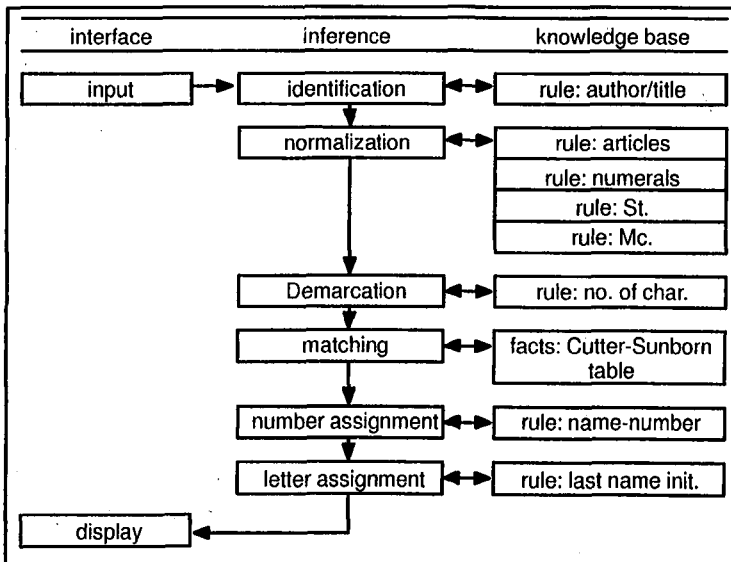 interface inference knowledge base
input identification rule: author/title
normalization rule: articles
rule: numerals
rule: St.
rule: Mc.
Demarcation rule: no. of char.
matching facts: Cutter-Sunborn
table
number assignment rule: name-number
letter assignment rule: last name init.
display